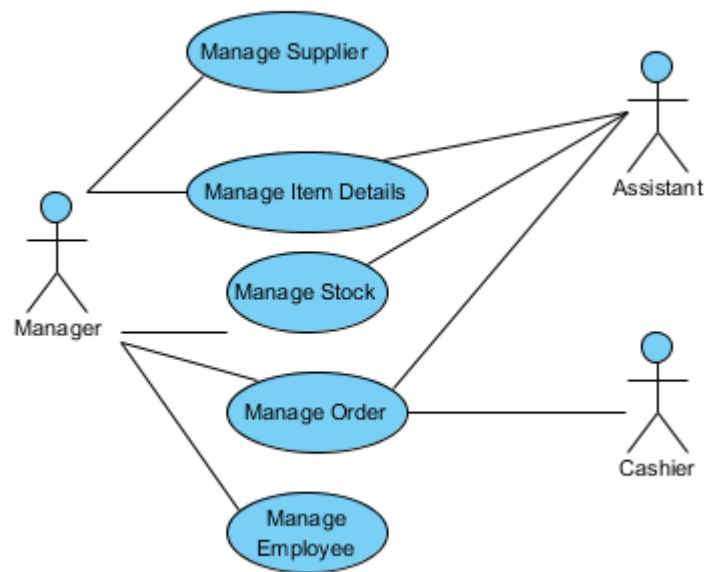 Manage Supplier
Manage Item Details
Assistant
Manage Stock
Manager
Manage Order
Cashier
Manage
Employee